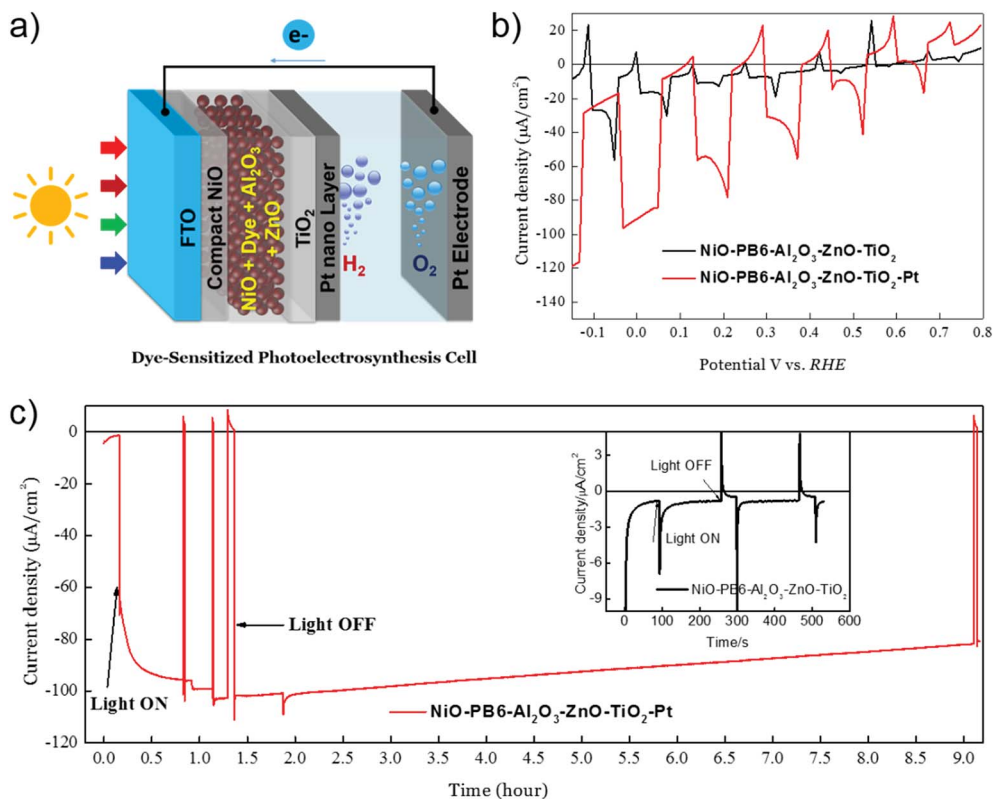 a)
e-
FTO
Compact NiO
NiO + Dye + Al₂O₃
+ ZnO
TiO₂
Pt nano Layer
H₂
O₂
Pt Electrode
Dye-Sensitized Photoelectrosynthesis Cell
b)
Current density (μA/cm²)
20
0
-20
-40
-60
-80
-100
-120
-140
NiO-PB6-Al₂O₃-ZnO-TiO₂
NiO-PB6-Al₂O₃-ZnO-TiO₂-Pt
-0.1 0.0 0.1 0.2 0.3 0.4 0.5 0.6 0.7 0.8
Potential V vs. RHE
c)
Current density (μA/cm²)
0
-20
-40
-60
-80
-100
-120
Light ON
Light OFF
NiO-PB6-Al₂O₃-ZnO-TiO₂-Pt
0.0 0.5 1.0 1.5 2.0 2.5 3.0 3.5 4.0 4.5 5.0 5.5 6.0 6.5 7.0 7.5 8.0 8.5 9.0
Time (hour)
Current density/μA/cm²
3
0
-3
-6
-9
Light OFF
Light ON
NiO-PB6-Al₂O₃-ZnO-TiO₂
0 100 200 300 400 500 600
Time/s